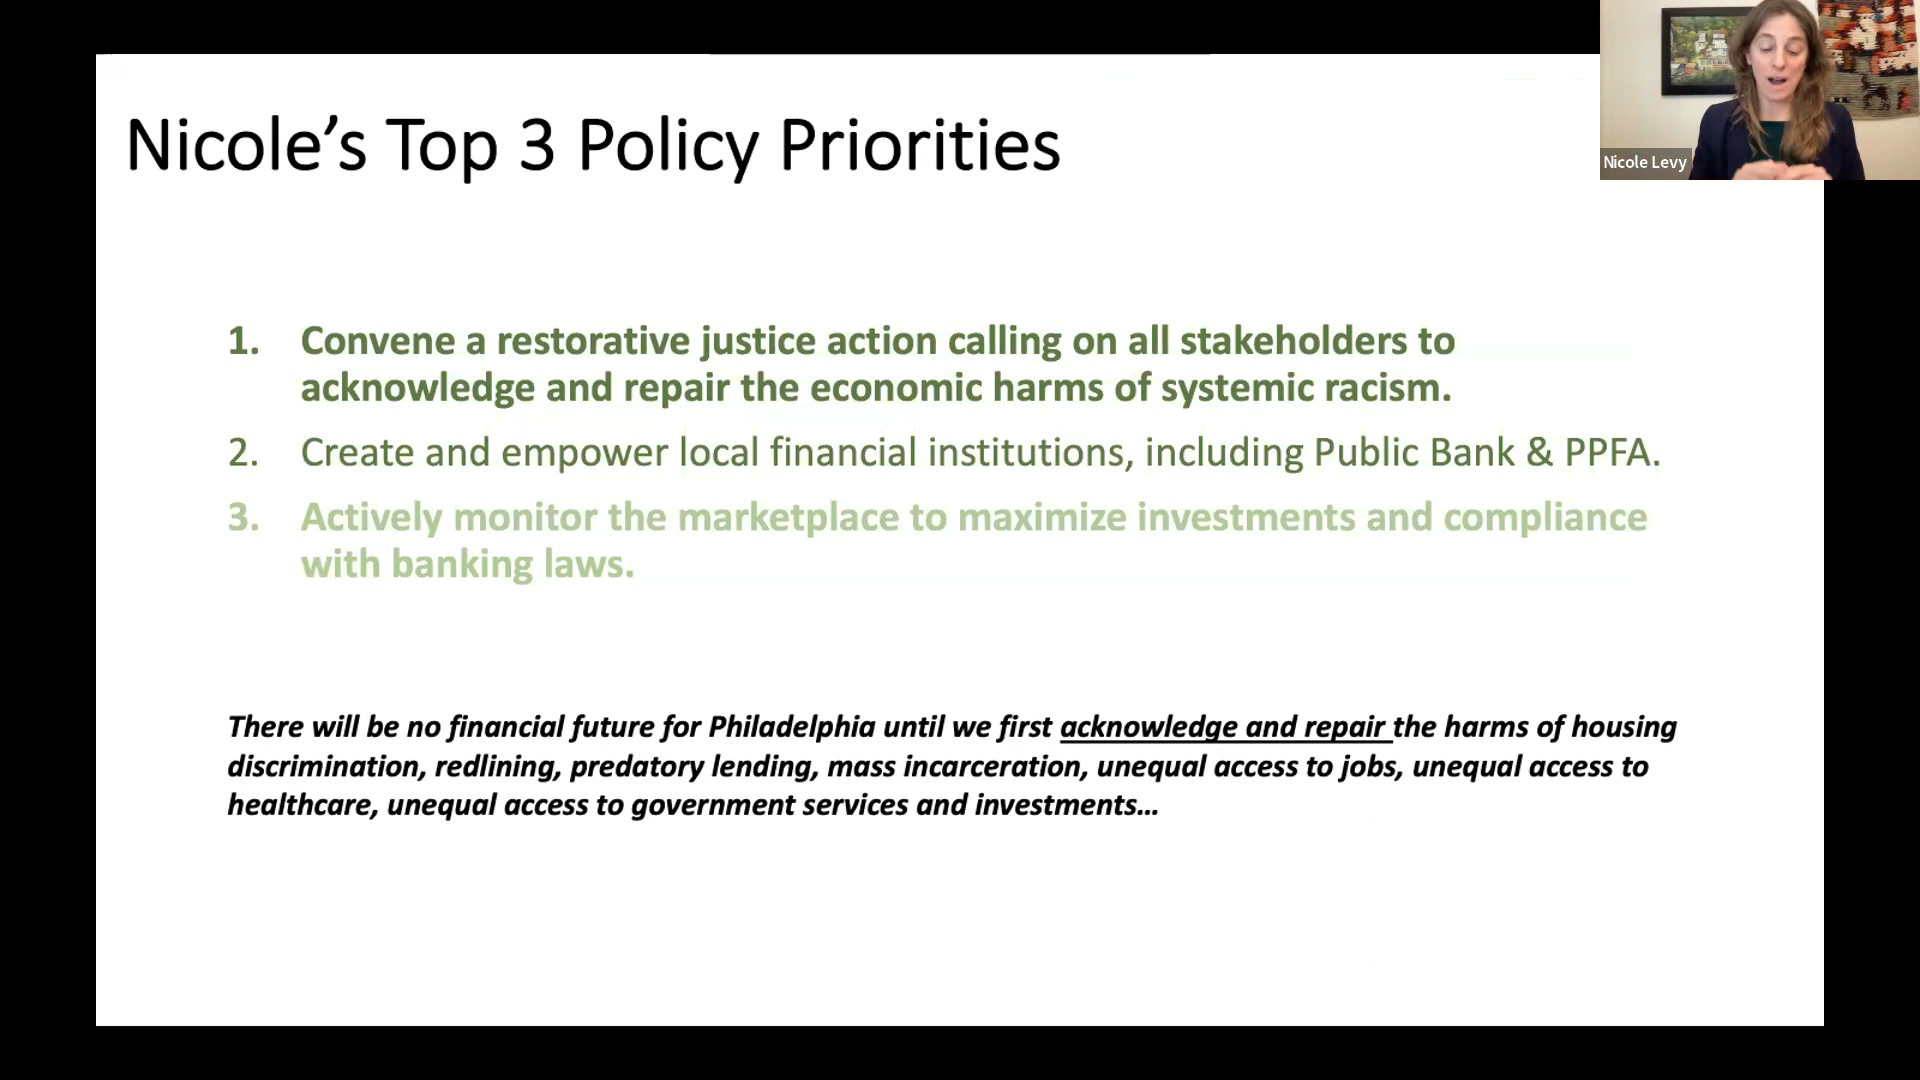 Nicole’s Top 3 Policy Priorities
Nicole Levy
1. Convene a restorative justice action calling on all stakeholders to
acknowledge and repair the economic harms of systemic racism.
2. Create and empower local financial institutions, including Public Bank & PPFA.
3. Actively monitor the marketplace to maximize investments and compliance
with banking laws.
There will be no financial future for Philadelphia until we first acknowledge and repair the harms of housing
discrimination, redlining, predatory lending, mass incarceration, unequal access to jobs, unequal access to
healthcare, unequal access to government services and investments...